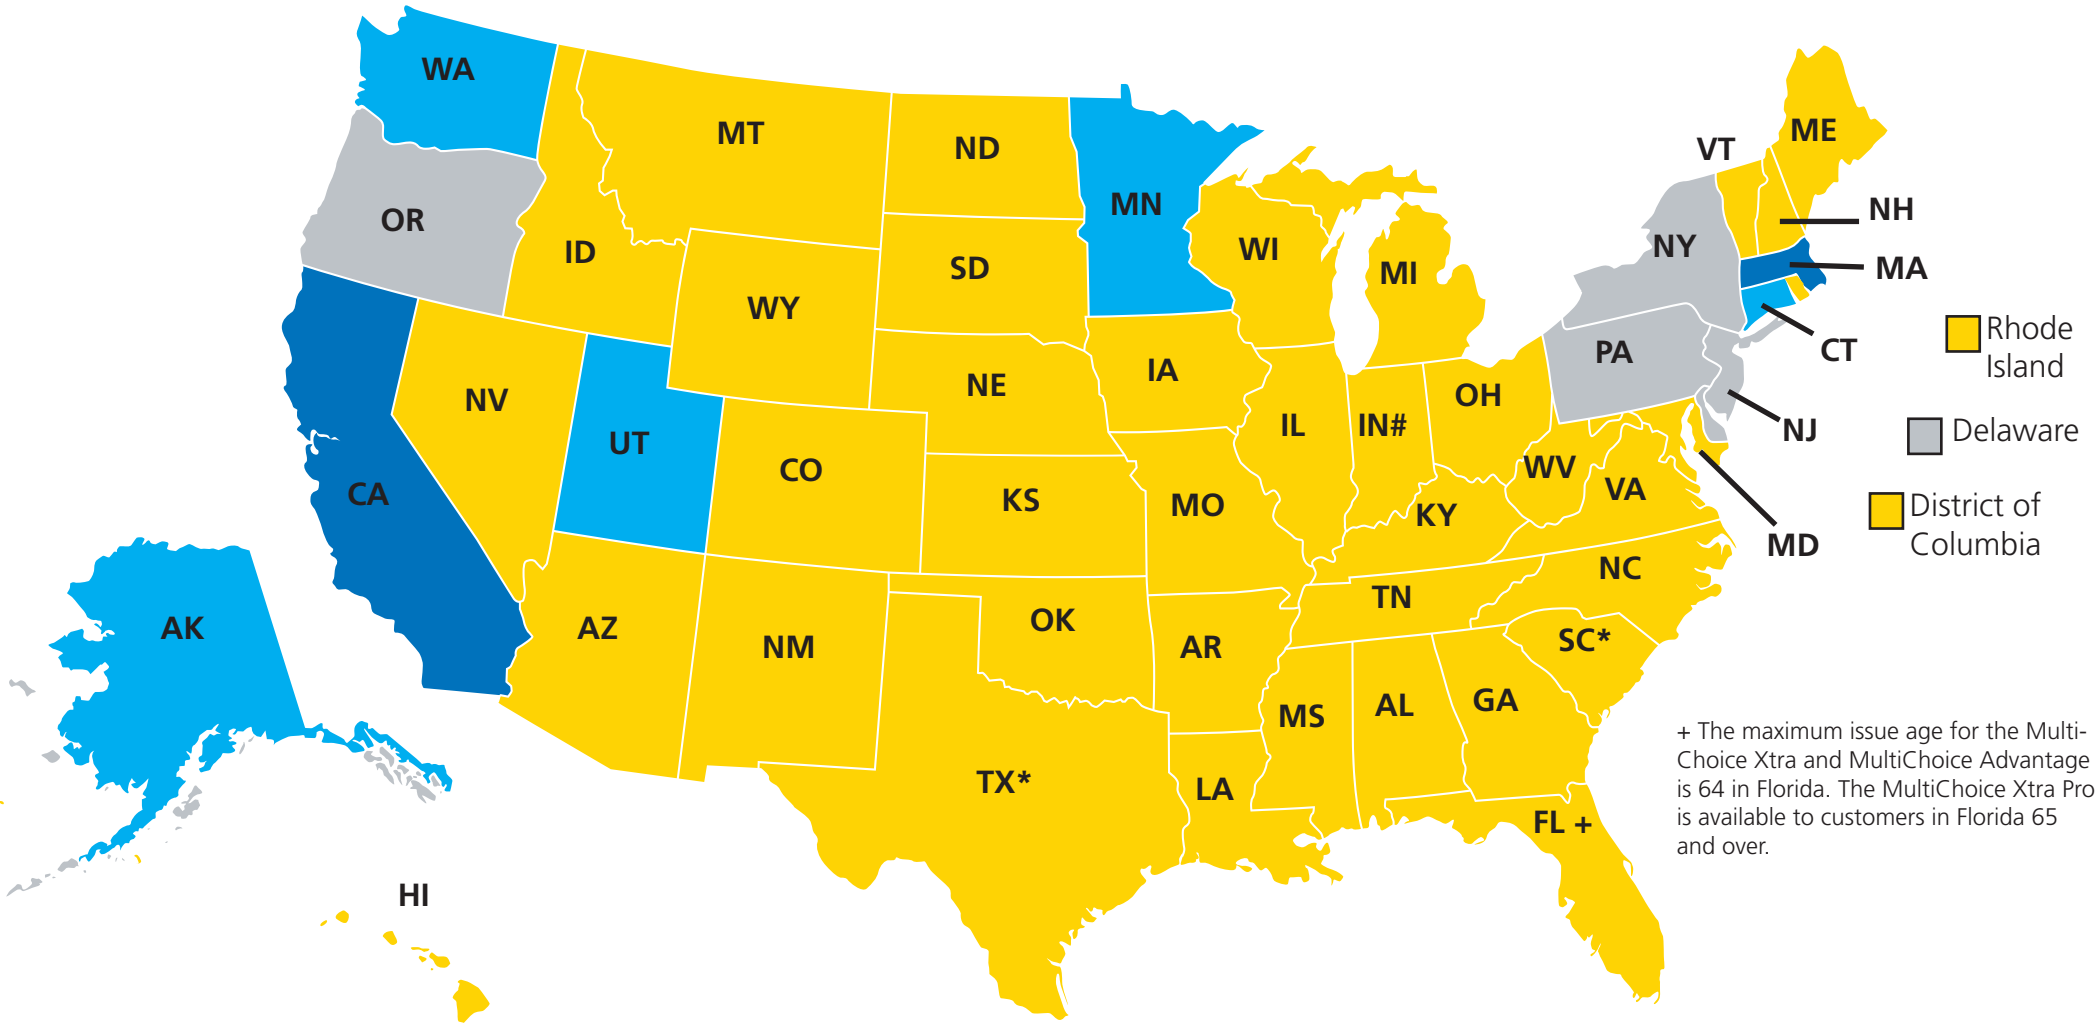 WA
MT
ND
MN
VT
ME
OR
ID
WY
SD
WI
MI
NY
NH
MA
CT
Rhode
Island
NV
UT
CO
NE
IA
IL
IN#
OH
PA
NJ
Delaware
CA
KS
MO
KY
WV
VA
MD
District of
Columbia
AK
AZ
NM
OK
AR
TN
NC
SC*
TX*
LA
MS
AL
GA
FL +
HI
+ The maximum issue age for the Multi-
Choice Xtra and MultiChoice Advantage
is 64 in Florida. The MultiChoice Xtra Pro
is available to customers in Florida 65
and over.